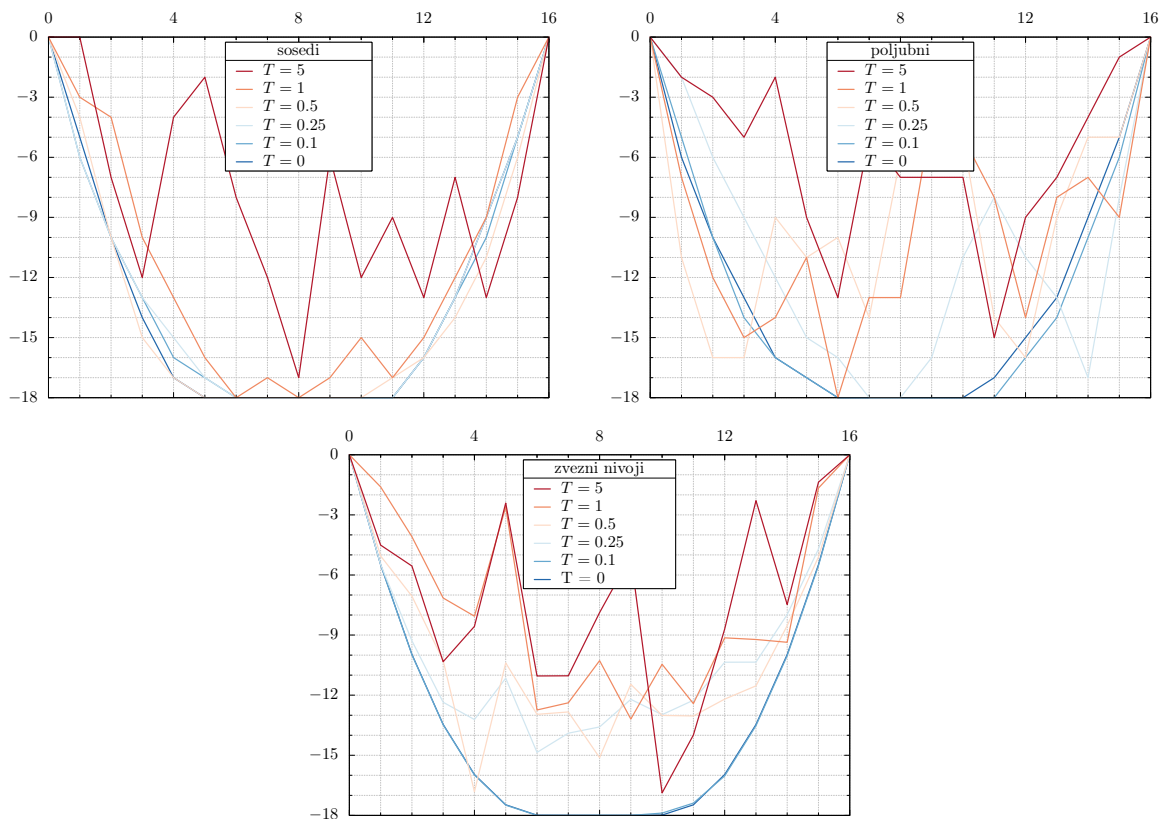 0 4 8 12 16
0
−3
−6
−9
−12
−15
−18
sosedi
T = 5
T = 1
T = 0.5
T = 0.25
T = 0.1
T = 0
0 4 8 12 16
0
−3
−6
−9
−12
−15
−18
poljubni
T = 5
T = 1
T = 0.5
T = 0.25
T = 0.1
T = 0
0 4 8 12 16
0
−3
−6
−9
−12
−15
−18
zvezni nivoji
T = 5
T = 1
T = 0.5
T = 0.25
T = 0.1
T = 0